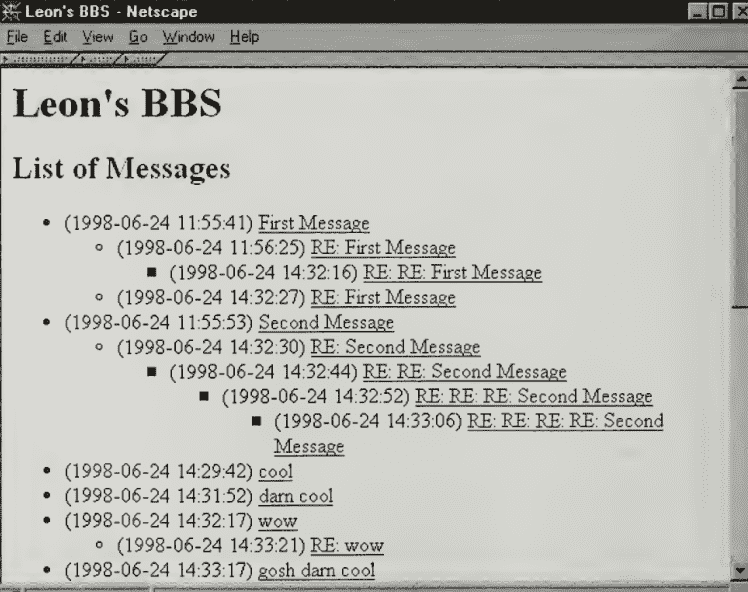 Leon's BBS - Netscape
File Edit View Go Window Help
Leon's BBS
List of Messages
(1998-06-24 11:55:41) First Message
(1998-06-24 11:56:25) RE: First Message
(1998-06-24 14:32:16) RE: RE: First Message
(1998-06-24 14:32:27) RE: First Message
(1998-06-24 11:55:53) Second Message
(1998-06-24 14:32:30) RE: Second Message
(1998-06-24 14:32:44) RE: RE: Second Message
(1998-06-24 14:32:52) RE: RE: RE: Second Message
(1998-06-24 14:33:06) RE: RE: RE: RE: Second
Message
(1998-06-24 14:29:42) cool
(1998-06-24 14:31:52) darn cool
(1998-06-24 14:32:17) wow
(1998-06-24 14:33:21) RE: wow
(1998-06-24 14:33:17) gosh darn cool